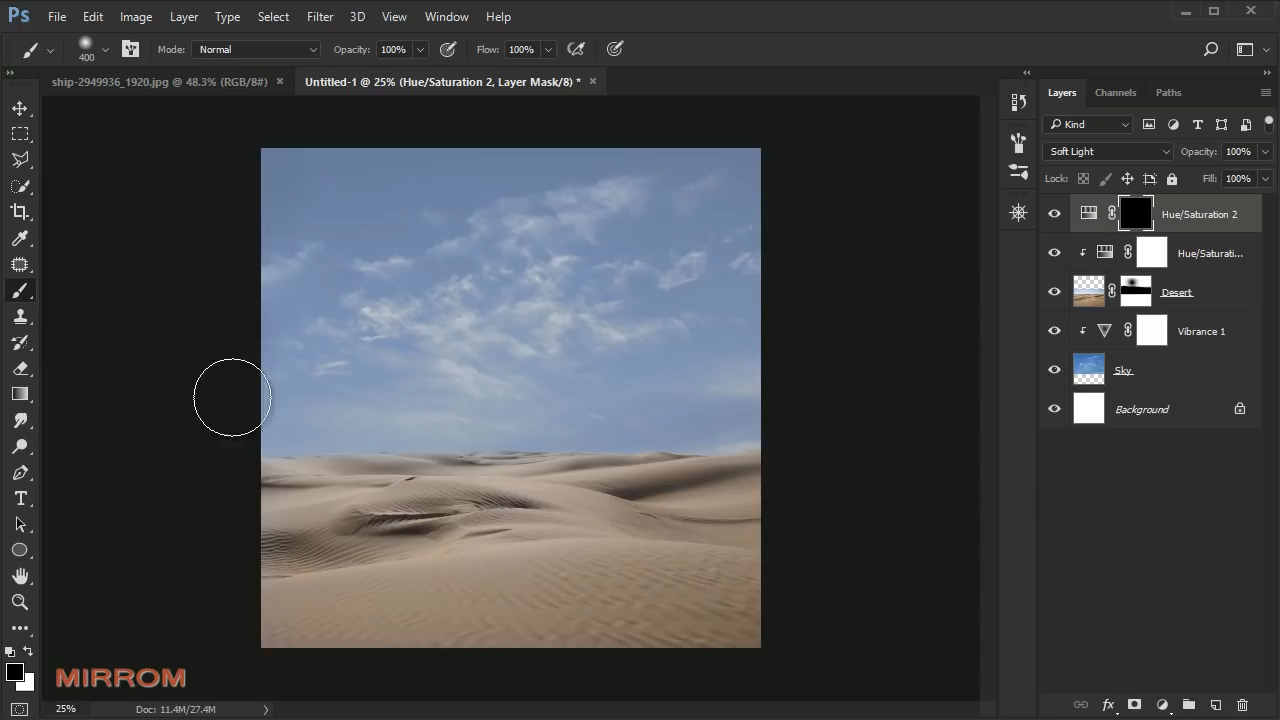 Ps File Edit Image Layer Type Select Filter 3D View Window Help
400 Mode: Normal Opacity: 100% Flow: 100%
ship-2949936_1920.jpg @ 48.3% (RGB/8#) × Untitled-1 @ 25% (Hue/Saturation 2, Layer Mask/8) * ×
Layers Channels Paths
Kind
Soft Light Opacity: 100%
Lock: Fill: 100%
Hue/Saturation 2
Hue/Saturati...
Desert
Vibrance 1
Sky
Background
MIRROM
25% Doc: 11.4M/27.4M